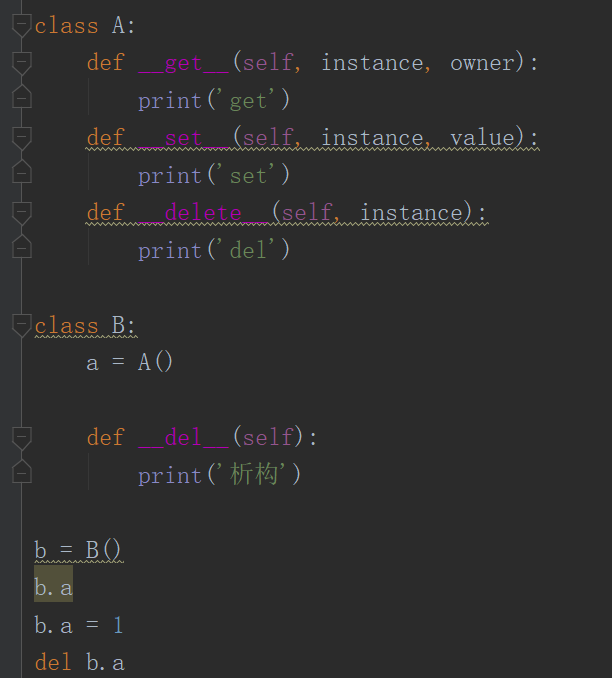 class A:
    def __get__(self, instance, owner):
        print('get')
    def __set__(self, instance, value):
        print('set')
    def __delete__(self, instance):
        print('del')
class B:
    a = A()
    def __del__(self):
        print('析构')
b = B()
b.a
b.a = 1
del b.a